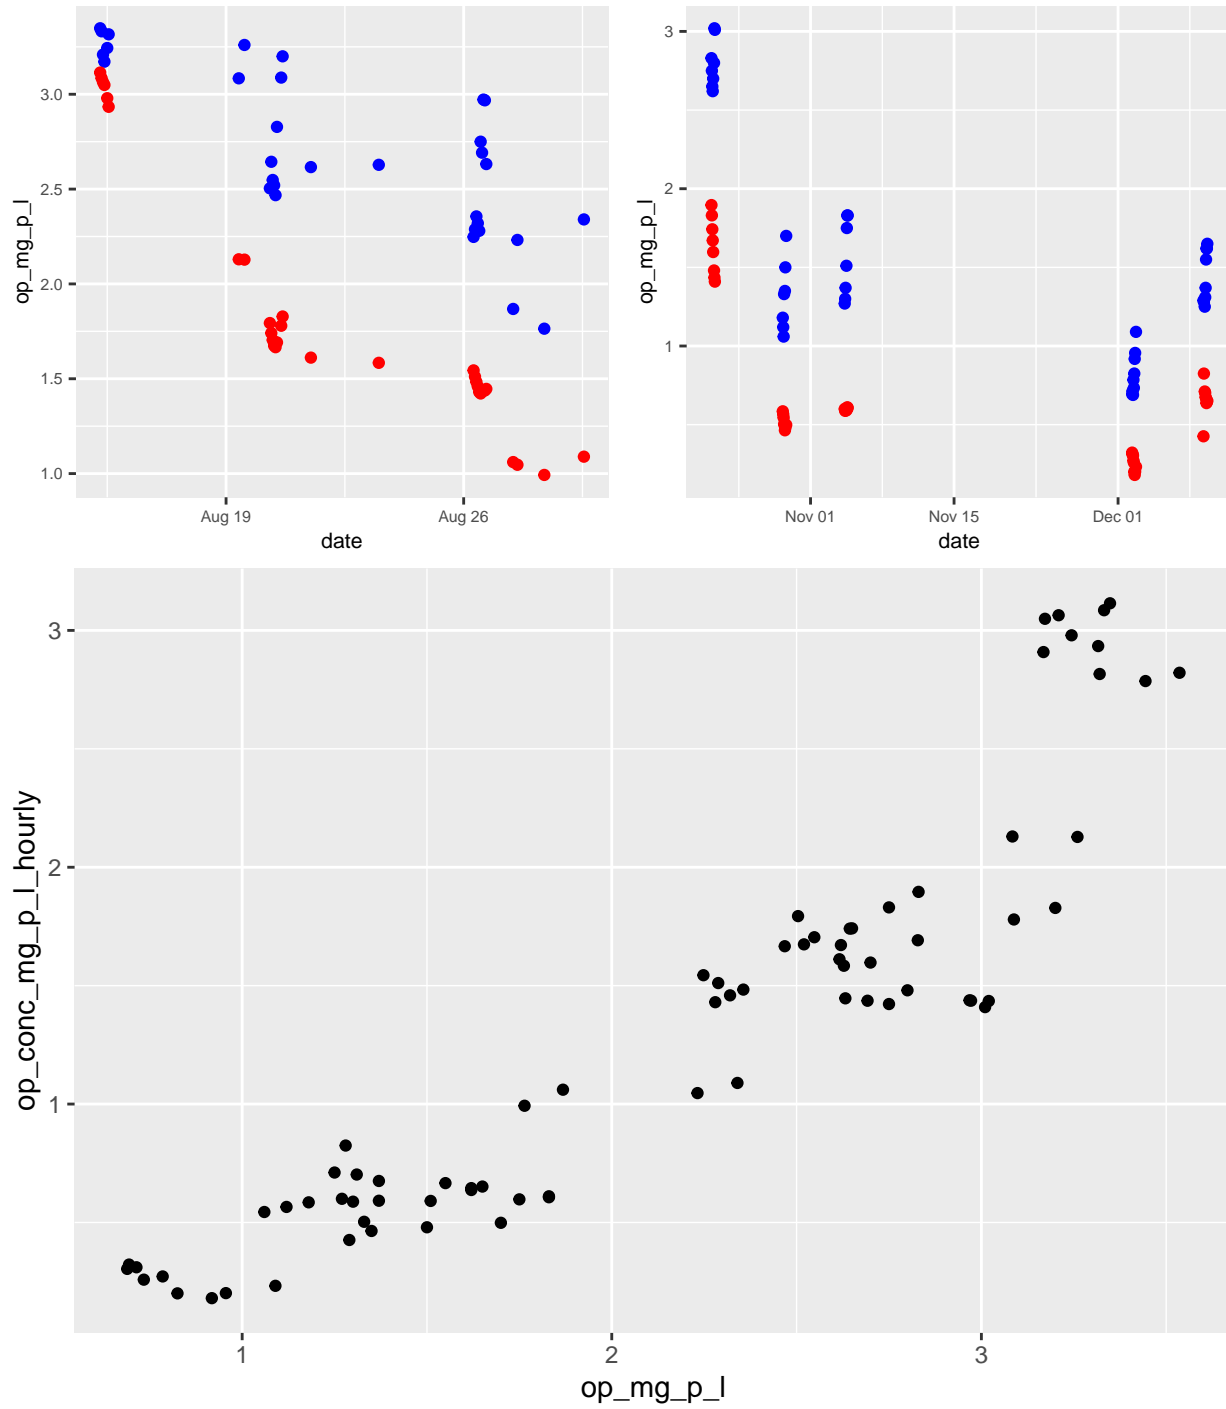 op_mg_p_l
3.0
2.5
2.0
1.5
1.0
Aug 19
Aug 26
date
op_mg_p_l
3
2
1
Nov 01
Nov 15
Dec 01
date
op_conc_mg_p_l_hourly
3
2
1
1
2
3
op_mg_p_l